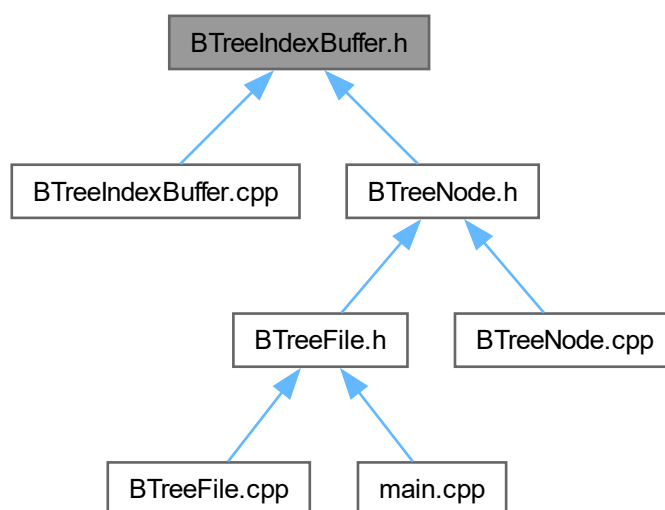 BTreeIndexBuffer.h
BTreeIndexBuffer.cpp
BTreeNode.h
BTreeFile.h
BTreeNode.cpp
BTreeFile.cpp
main.cpp